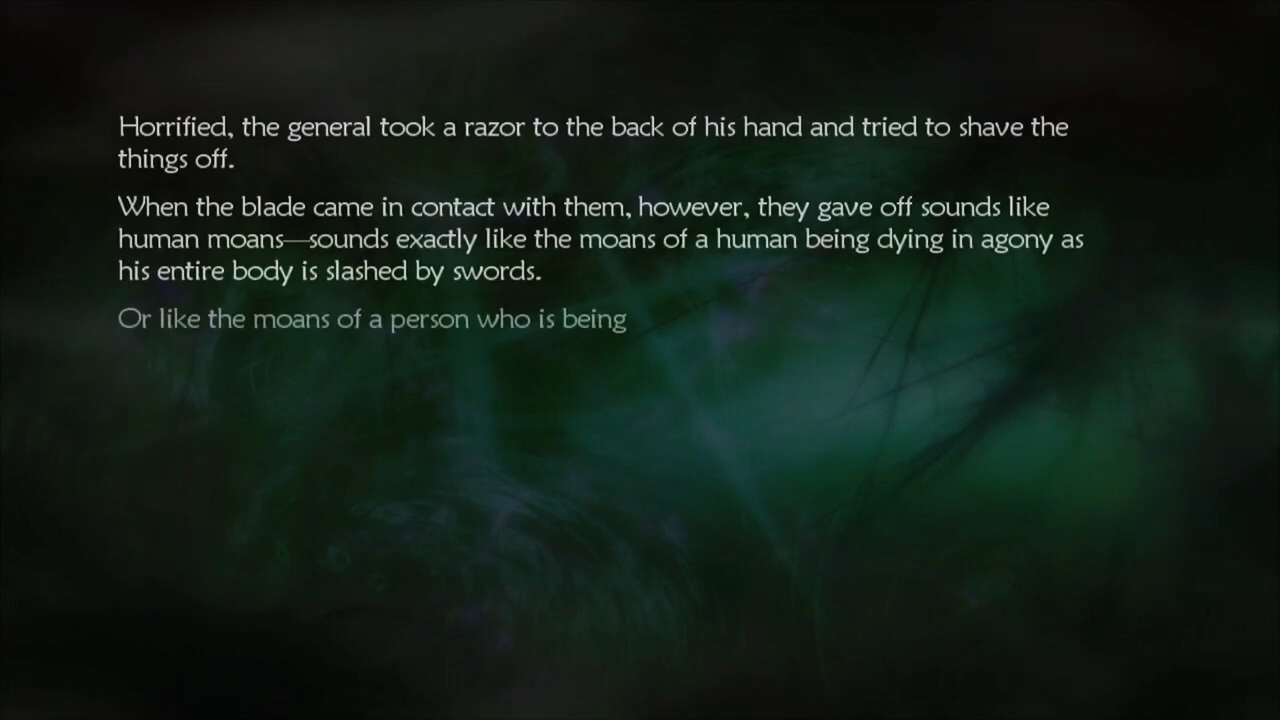 Horrified, the general took a razor to the back of his hand and tried to shave the
things off.
When the blade came in contact with them, however, they gave off sounds like
human moans—sounds exactly like the moans of a human being dying in agony as
his entire body is slashed by swords.
Or like the moans of a person who is being